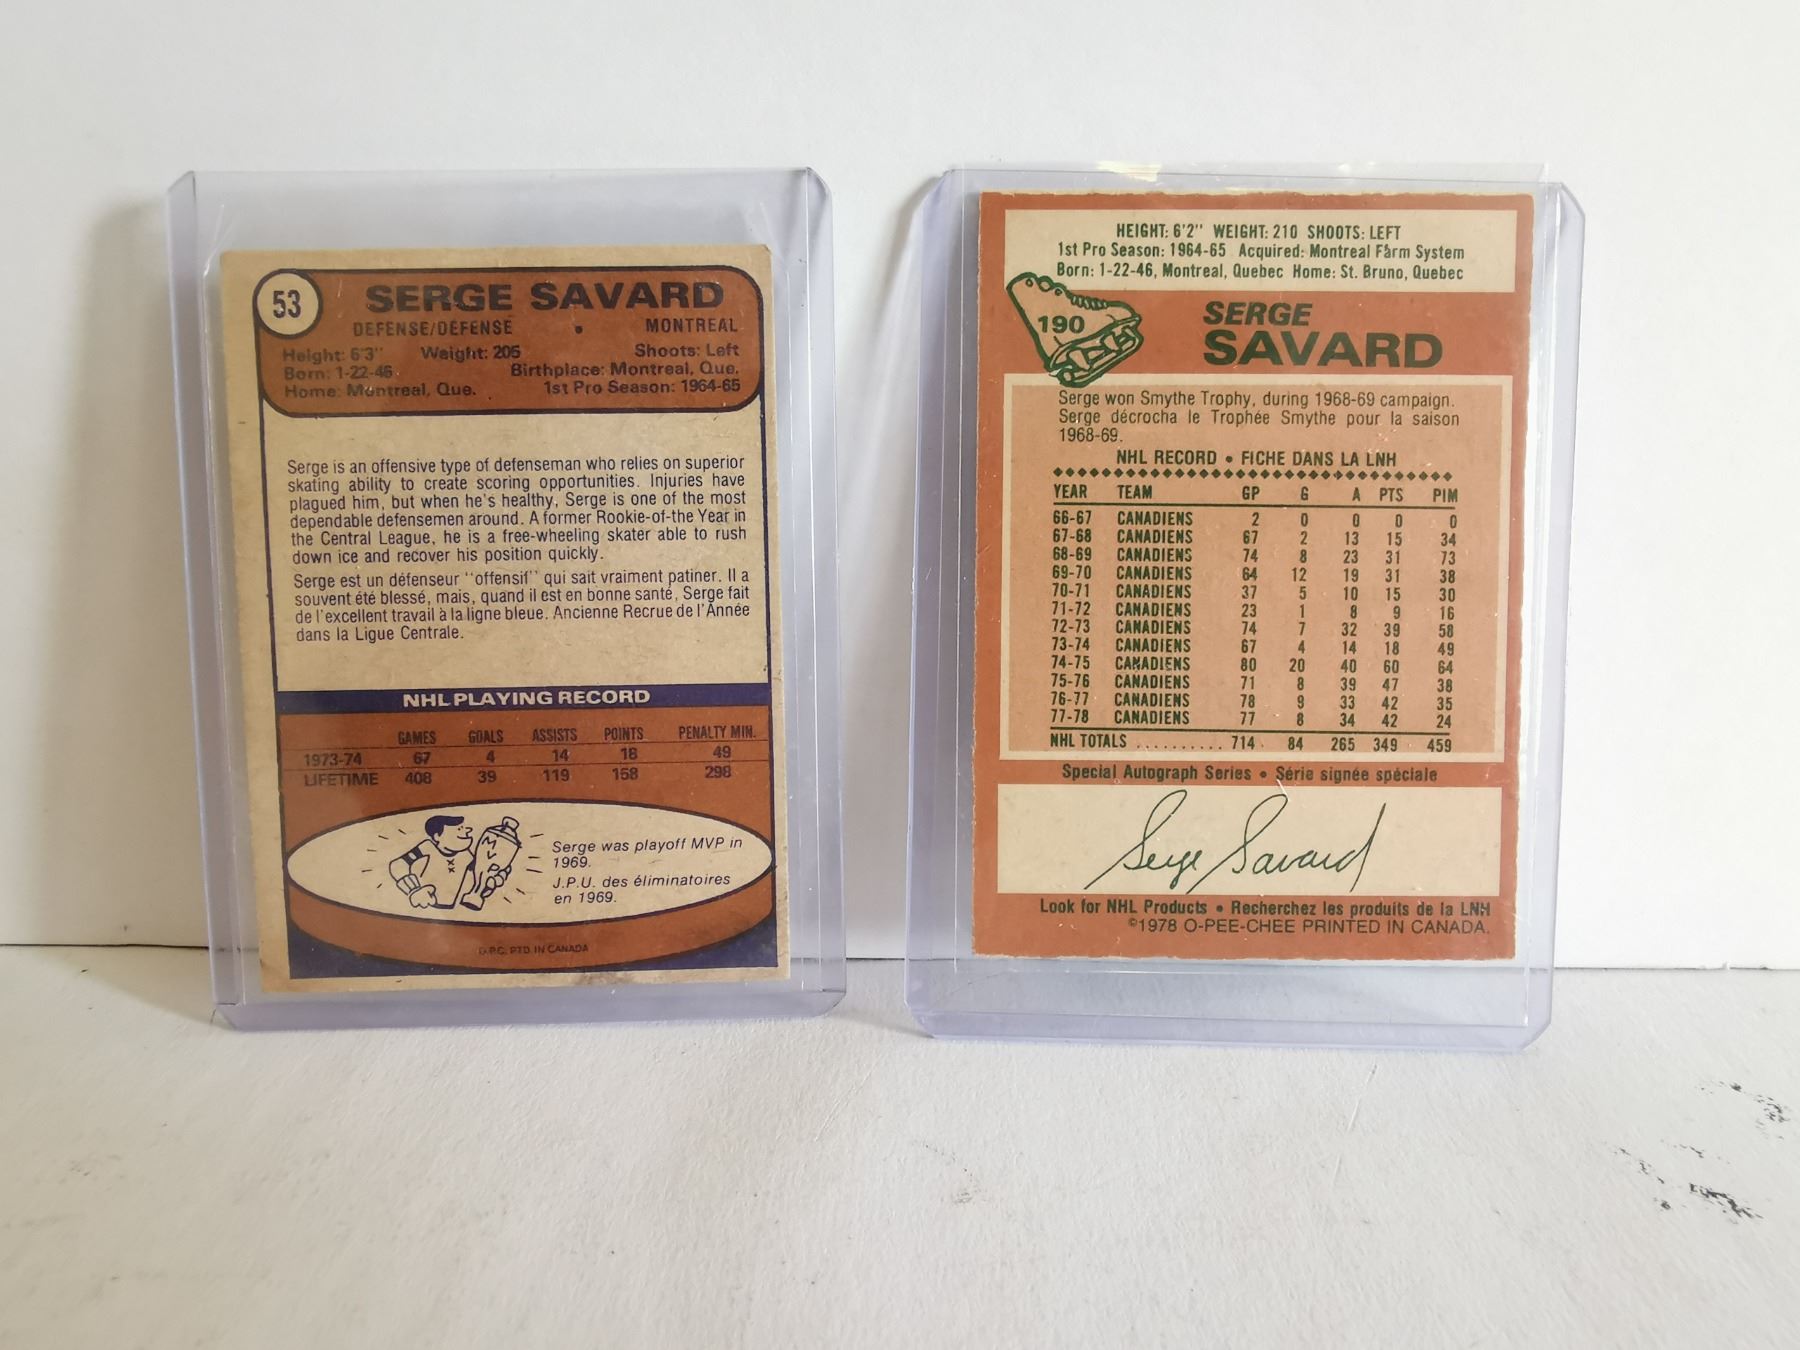 53
SERGE SAVARD
DEFENSE/DÉFENSE • MONTREAL
Height: 6'3" Weight: 205 Shoots: Left
Born: 1-22-46 Birthplace: Montreal, Que.
Home: Montreal, Que. 1st Pro Season: 1964-65
Serge is an offensive type of defenseman who relies on superior
skating ability to create scoring opportunities. Injuries have
plagued him, but when he's healthy, Serge is one of the most
dependable defensemen around. A former Rookie-of-the Year in
the Central League, he is a free-wheeling skater able to rush
down ice and recover his position quickly.
Serge est un défenseur "offensif" qui sait vraiment patiner. Il a
souvent été blessé, mais, quand il est en bonne santé, Serge fait
de l'excellent travail à la ligne bleue. Ancienne Recrue de l'Année
dans la Ligue Centrale.
NHL PLAYING RECORD
GAMES GOALS ASSISTS POINTS PENALTY MIN.
1973-74 67 4 14 18 49
LIFETIME 408 39 119 158 298
MVP
Serge was playoff MVP in
1969.
J.P.U. des éliminatoires
en 1969.
O.P.C. PTD. IN CANADA
HEIGHT: 6'2" WEIGHT: 210 SHOOTS: LEFT
1st Pro Season: 1964-65 Acquired: Montreal Farm System
Born: 1-22-46, Montreal, Quebec Home: St. Bruno, Quebec
190
SERGE
SAVARD
Serge won Smythe Trophy, during 1968-69 campaign.
Serge décrocha le Trophée Smythe pour la saison
1968-69.
NHL RECORD • FICHE DANS LA LNH
YEAR TEAM GP G A PTS PIM
66-67 CANADIENS 2 0 0 0 0
67-68 CANADIENS 67 2 13 15 34
68-69 CANADIENS 74 8 23 31 73
69-70 CANADIENS 64 12 19 31 38
70-71 CANADIENS 37 5 10 15 30
71-72 CANADIENS 23 1 8 9 16
72-73 CANADIENS 74 7 32 39 58
73-74 CANADIENS 67 4 14 18 49
74-75 CANADIENS 80 20 40 60 64
75-76 CANADIENS 71 8 39 47 38
76-77 CANADIENS 78 9 33 42 35
77-78 CANADIENS 77 8 34 42 24
NHL TOTALS .......... 714 84 265 349 459
Special Autograph Series • Série signée spéciale
Serge Savard
Look for NHL Products • Recherchez les produits de la LNH
©1978 O-PEE-CHEE PRINTED IN CANADA.